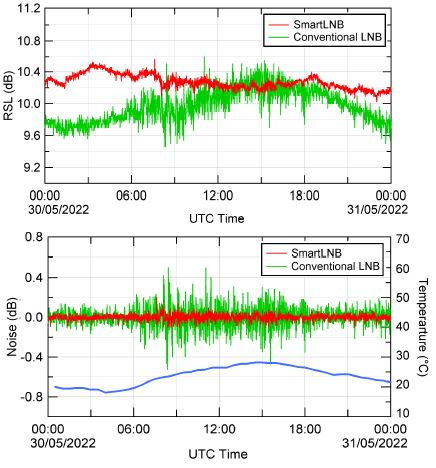 11.2
10.8
10.4
10.0
9.6
9.2
RSL (dB)
SmartLNB
Conventional LNB
00:00 06:00 12:00 18:00 00:00
30/05/2022 31/05/2022
UTC Time
0.8
0.4
0.0
-0.4
-0.8
Noise (dB)
SmartLNB
Conventional LNB
70
60
50
40
30
20
10
Temperature (°C)
00:00 06:00 12:00 18:00 00:00
30/05/2022 31/05/2022
UTC Time